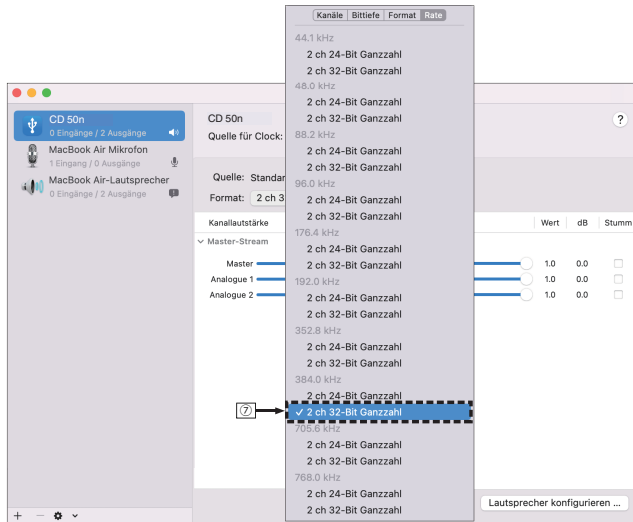 Kanäle Bittiefe Format Rate
44.1 kHz
2 ch 24-Bit Ganzzahl
2 ch 32-Bit Ganzzahl
48.0 kHz
2 ch 24-Bit Ganzzahl
2 ch 32-Bit Ganzzahl
88.2 kHz
2 ch 24-Bit Ganzzahl
2 ch 32-Bit Ganzzahl
96.0 kHz
2 ch 24-Bit Ganzzahl
2 ch 32-Bit Ganzzahl
176.4 kHz
2 ch 24-Bit Ganzzahl
2 ch 32-Bit Ganzzahl
192.0 kHz
2 ch 24-Bit Ganzzahl
2 ch 32-Bit Ganzzahl
352.8 kHz
2 ch 24-Bit Ganzzahl
2 ch 32-Bit Ganzzahl
384.0 kHz
2 ch 24-Bit Ganzzahl
⑦
✓ 2 ch 32-Bit Ganzzahl
705.6 kHz
2 ch 24-Bit Ganzzahl
2 ch 32-Bit Ganzzahl
768.0 kHz
2 ch 24-Bit Ganzzahl
2 ch 32-Bit Ganzzahl
CD 50n
0 Eingänge / 2 Ausgänge
MacBook Air Mikrofon
1 Eingang / 0 Ausgänge
MacBook Air-Lautsprecher
0 Eingänge / 2 Ausgänge
CD 50n
?
Quelle für Clock:
Quelle: Standar
Format: 2 ch 3
Kanallautstärke Wert dB Stumm
Master-Stream
Master 1.0 0.0
Analogue 1 1.0 0.0
Analogue 2 1.0 0.0
Lautsprecher konfigurieren ...